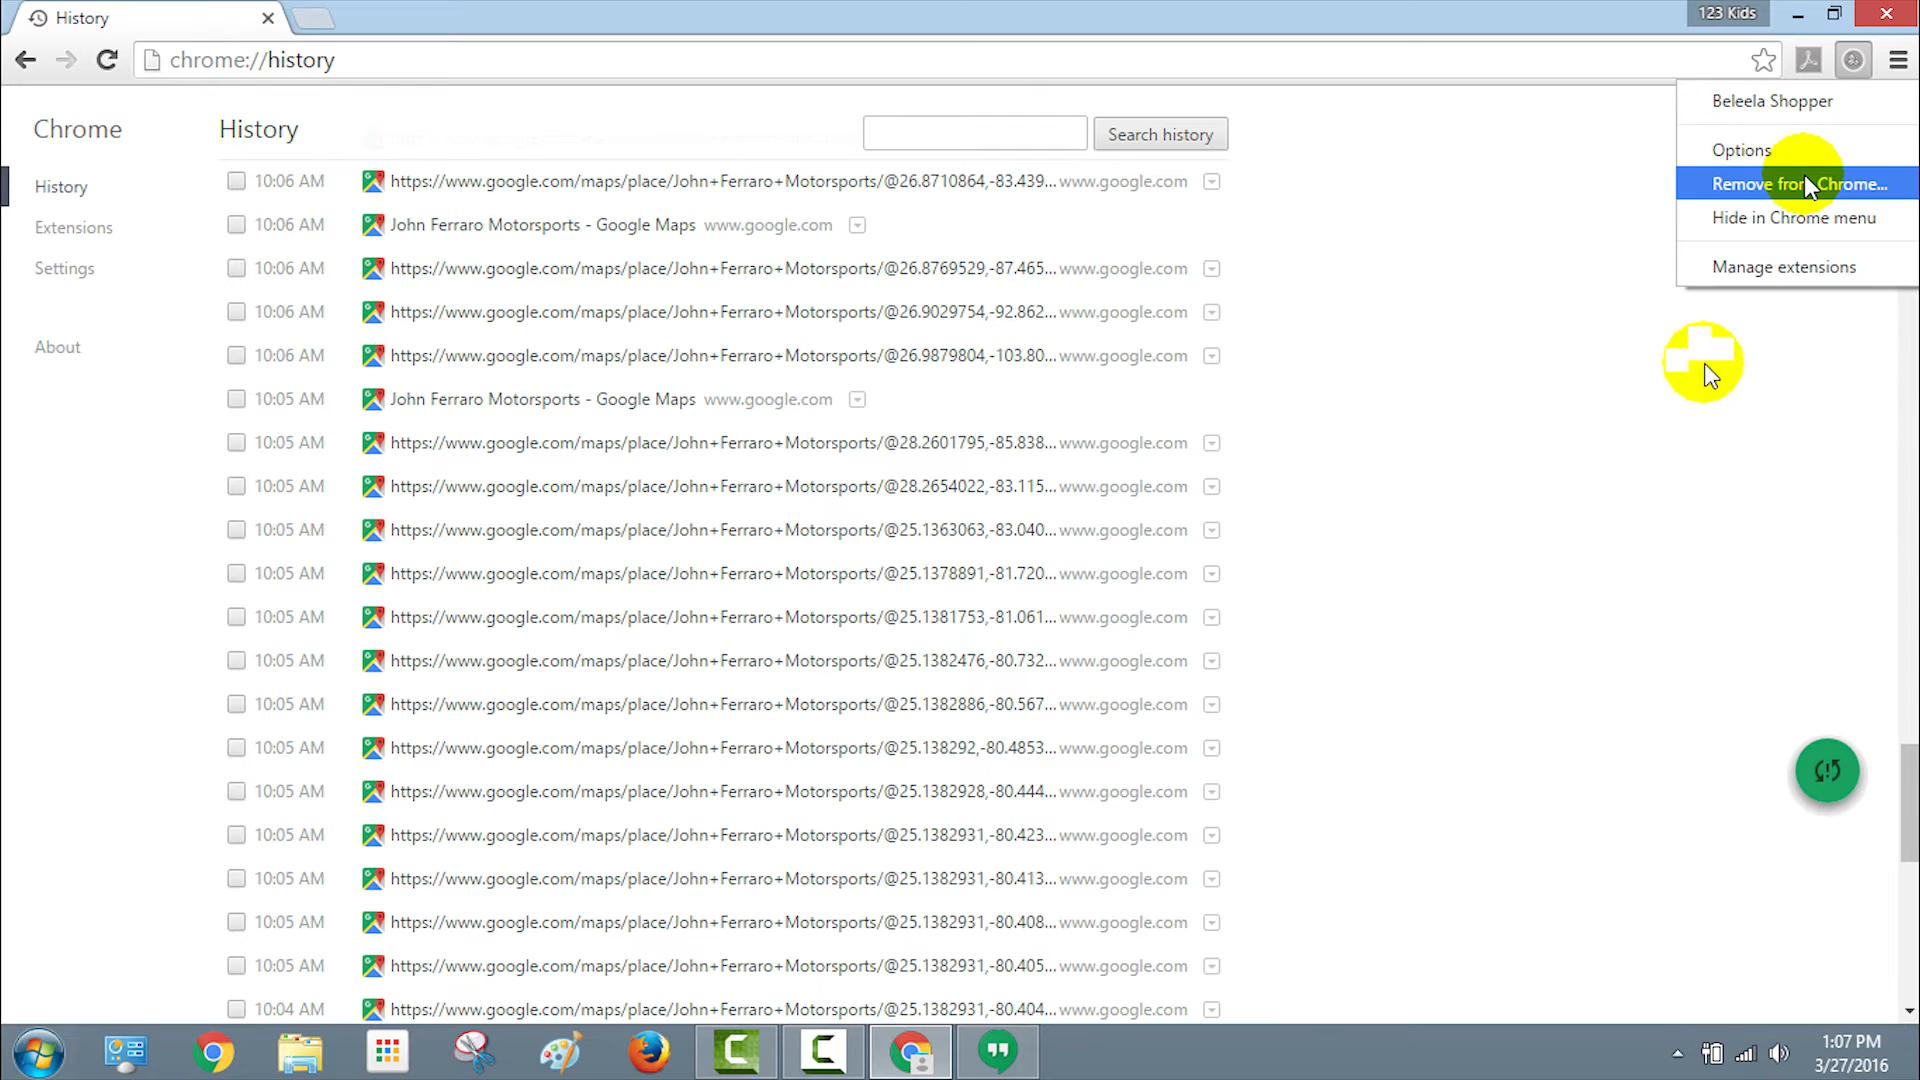 History
123 Kids
chrome://history
Beleela Shopper
Options
Remove from Chrome...
Hide in Chrome menu
Manage extensions
Chrome
History
Extensions
Settings
About
History
Search history
10:06 AM https://www.google.com/maps/place/John+Ferraro+Motorsports/@26.8710864,-83.439... www.google.com
10:06 AM John Ferraro Motorsports - Google Maps www.google.com
10:06 AM https://www.google.com/maps/place/John+Ferraro+Motorsports/@26.8769529,-87.465... www.google.com
10:06 AM https://www.google.com/maps/place/John+Ferraro+Motorsports/@26.9029754,-92.862... www.google.com
10:06 AM https://www.google.com/maps/place/John+Ferraro+Motorsports/@26.9879804,-103.80... www.google.com
10:05 AM John Ferraro Motorsports - Google Maps www.google.com
10:05 AM https://www.google.com/maps/place/John+Ferraro+Motorsports/@28.2601795,-85.838... www.google.com
10:05 AM https://www.google.com/maps/place/John+Ferraro+Motorsports/@28.2654022,-83.115... www.google.com
10:05 AM https://www.google.com/maps/place/John+Ferraro+Motorsports/@25.1363063,-83.040... www.google.com
10:05 AM https://www.google.com/maps/place/John+Ferraro+Motorsports/@25.1378891,-81.720... www.google.com
10:05 AM https://www.google.com/maps/place/John+Ferraro+Motorsports/@25.1381753,-81.061... www.google.com
10:05 AM https://www.google.com/maps/place/John+Ferraro+Motorsports/@25.1382476,-80.732... www.google.com
10:05 AM https://www.google.com/maps/place/John+Ferraro+Motorsports/@25.1382886,-80.567... www.google.com
10:05 AM https://www.google.com/maps/place/John+Ferraro+Motorsports/@25.138292,-80.4853... www.google.com
10:05 AM https://www.google.com/maps/place/John+Ferraro+Motorsports/@25.1382928,-80.444... www.google.com
10:05 AM https://www.google.com/maps/place/John+Ferraro+Motorsports/@25.1382931,-80.423... www.google.com
10:05 AM https://www.google.com/maps/place/John+Ferraro+Motorsports/@25.1382931,-80.413... www.google.com
10:05 AM https://www.google.com/maps/place/John+Ferraro+Motorsports/@25.1382931,-80.408... www.google.com
10:05 AM https://www.google.com/maps/place/John+Ferraro+Motorsports/@25.1382931,-80.405... www.google.com
10:04 AM https://www.google.com/maps/place/John+Ferraro+Motorsports/@25.1382931,-80.404... www.google.com
1:07 PM
3/27/2016